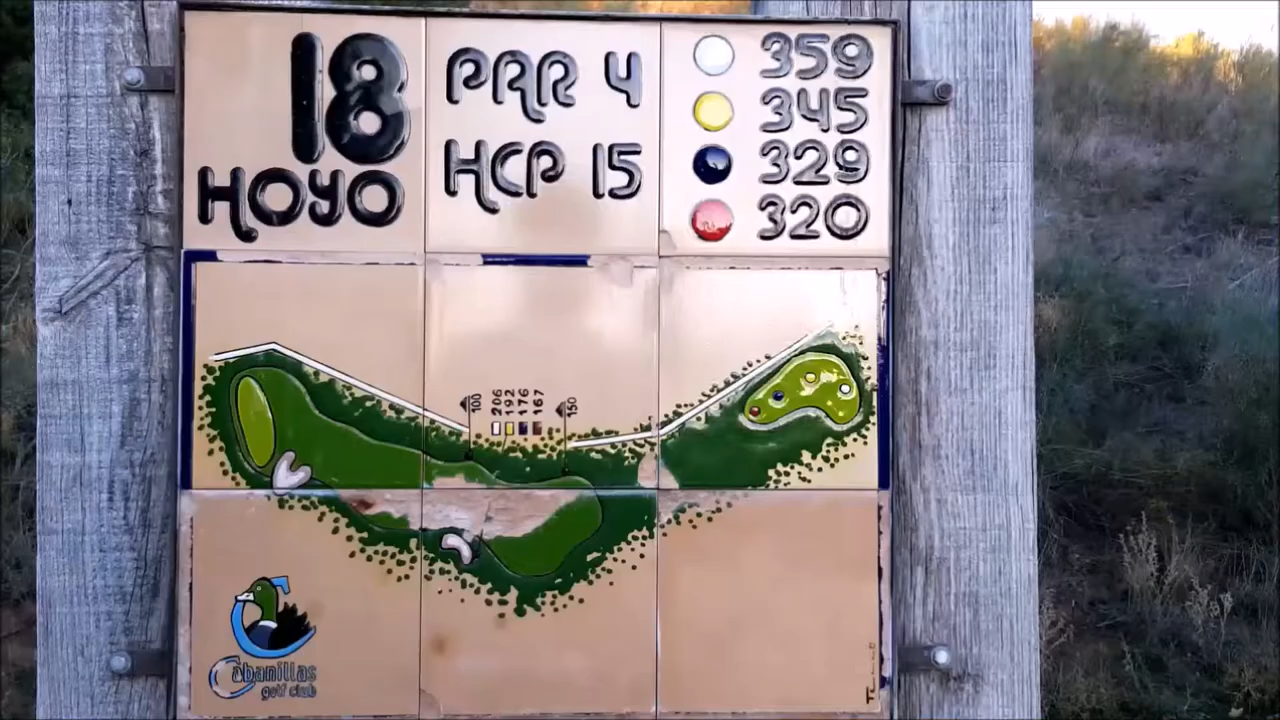 18
HOYO
PAR 4
HCP 15
359
345
329
320
100
206
192
176
167
150
Cabanillas
golf club